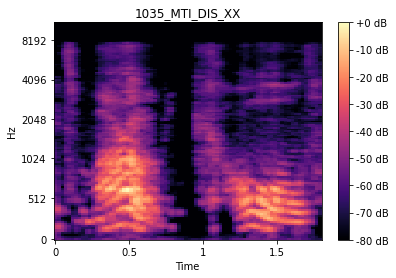 1035_MTI_DIS_XX
8192
4096
2048
1024
512
0
Hz
0
0.5
1
1.5
Time
+0 dB
-10 dB
-20 dB
-30 dB
-40 dB
-50 dB
-60 dB
-70 dB
-80 dB